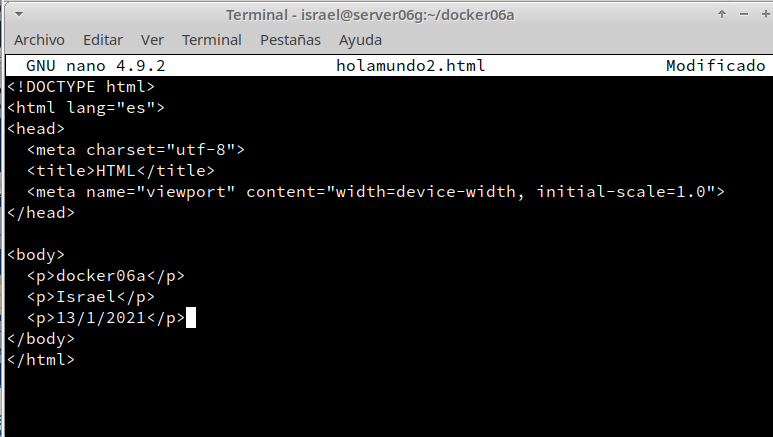 Terminal - israel@server06g:~/docker06a
Archivo Editar Ver Terminal Pestañas Ayuda
GNU nano 4.9.2 holamundo2.html Modificado
<!DOCTYPE html>
<html lang="es">
<head>
  <meta charset="utf-8">
  <title>HTML</title>
  <meta name="viewport" content="width=device-width, initial-scale=1.0">
</head>

<body>
  <p>docker06a</p>
  <p>Israel</p>
  <p>13/1/2021</p>
</body>
</html>